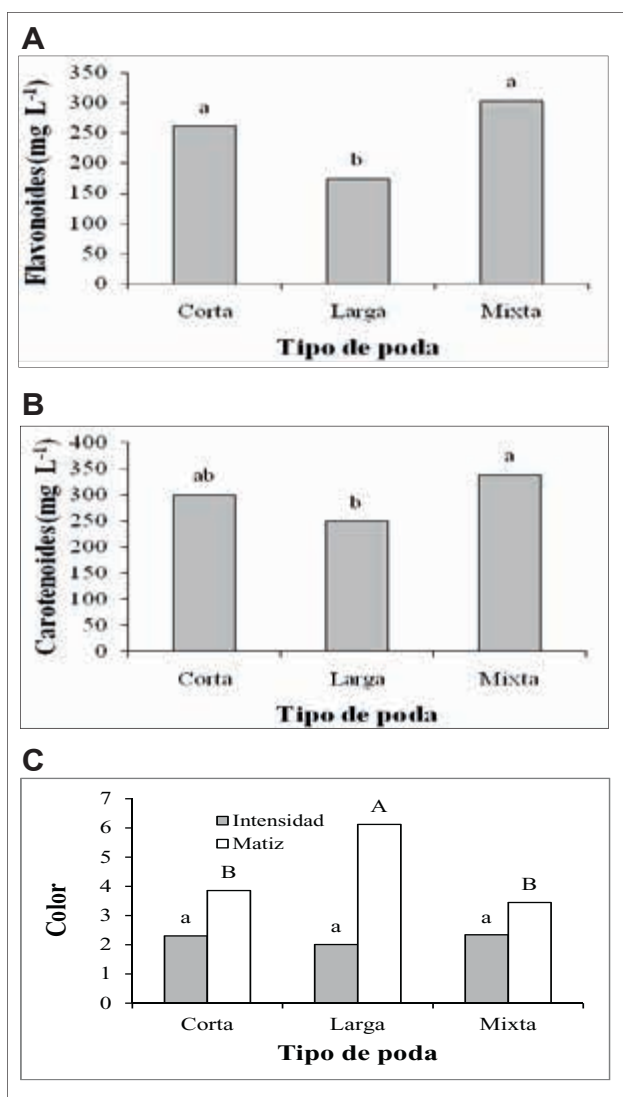 A
Flavonoides (mg L-1)
350
300
250
200
150
100
50
0
a
b
a
Corta Larga Mixta
Tipo de poda
B
Carotenoides (mg L-1)
400
350
300
250
200
150
100
50
0
ab
b
a
Corta Larga Mixta
Tipo de poda
C
Color
7
6
5
4
3
2
1
0
Intensidad
Matiz
a B
a A
a B
Corta Larga Mixta
Tipo de poda